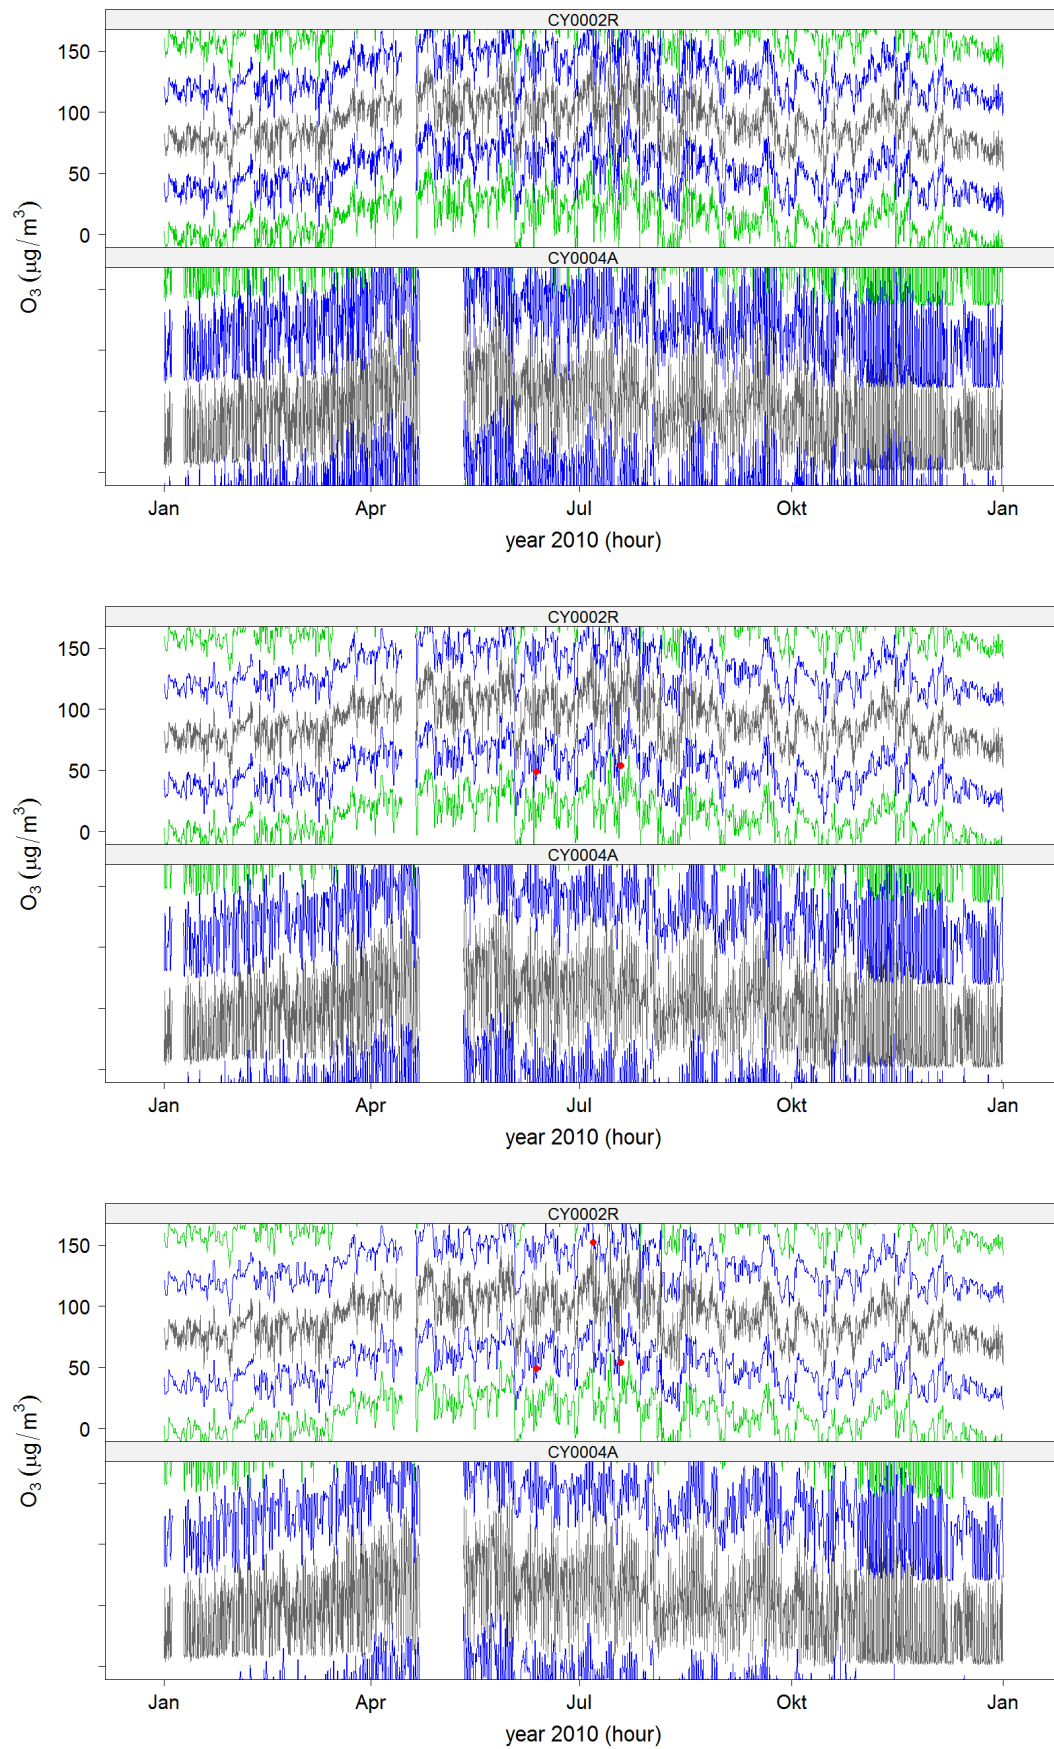 CY0002R
150
100
50
0
CY0004A
O3 (μg/m3)
Jan Apr Jul Okt Jan
year 2010 (hour)
CY0002R
150
100
50
0
CY0004A
O3 (μg/m3)
Jan Apr Jul Okt Jan
year 2010 (hour)
CY0002R
150
100
50
0
CY0004A
O3 (μg/m3)
Jan Apr Jul Okt Jan
year 2010 (hour)